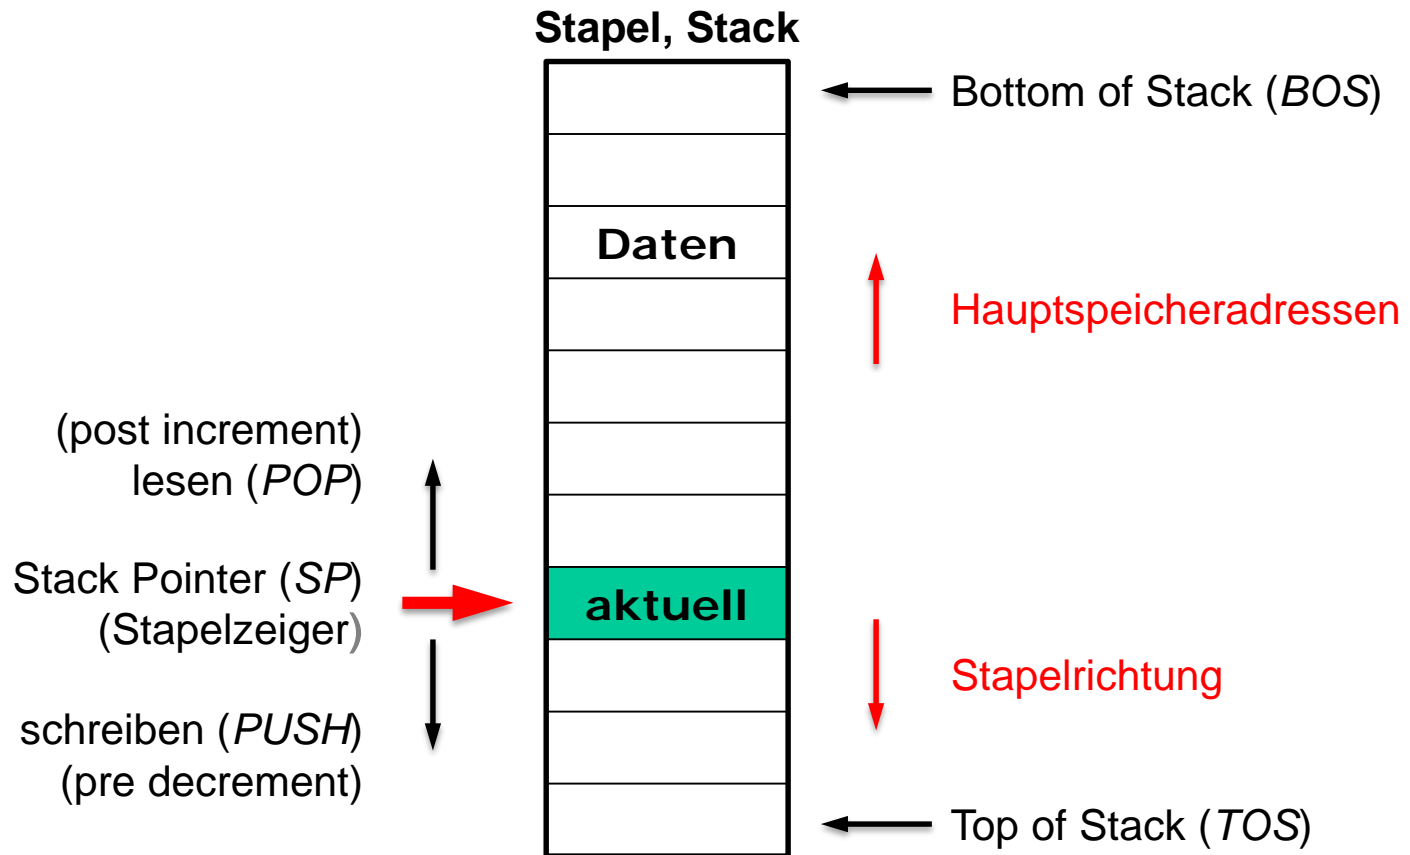 Stapel, Stack
Bottom of Stack (BOS)
Daten
Hauptspeicheradressen
(post increment)
lesen (POP)
Stack Pointer (SP)
(Stapelzeiger)
aktuell
Stapelrichtung
schreiben (PUSH)
(pre decrement)
Top of Stack (TOS)